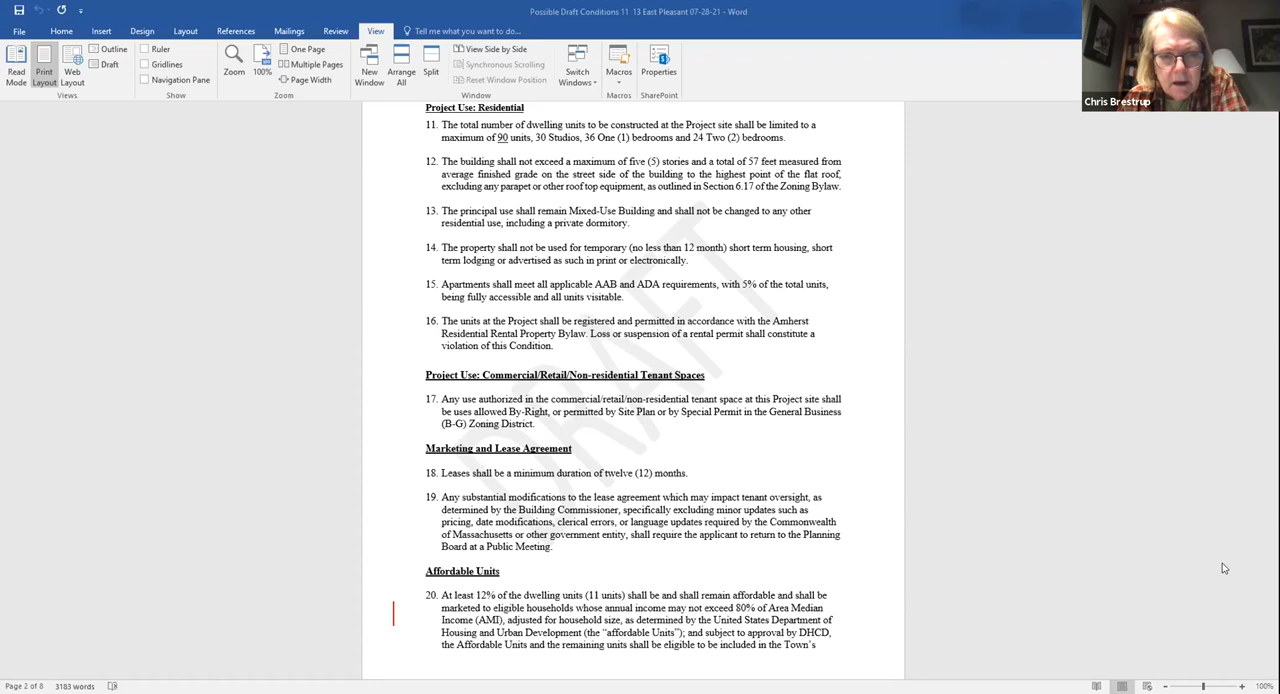 Possible Draft Conditions 11 13 East Pleasant 07-28-21 - Word
File Home Insert Design Layout References Mailings Review View Tell me what you want to do...
Read Mode
Print Layout
Web Layout
Outline
Draft
Views
Ruler
Gridlines
Navigation Pane
Show
Zoom
100%
One Page
Multiple Pages
Page Width
Zoom
New Window
Arrange All
Split
View Side by Side
Synchronous Scrolling
Reset Window Position
Window
Switch Windows
Macros
Macros
Properties
SharePoint
Chris Brestrup
Project Use: Residential
11. The total number of dwelling units to be constructed at the Project site shall be limited to a
maximum of 90 units, 30 Studios, 36 One (1) bedrooms and 24 Two (2) bedrooms.
12. The building shall not exceed a maximum of five (5) stories and a total of 57 feet measured from
average finished grade on the street side of the building to the highest point of the flat roof,
excluding any parapet or other roof top equipment, as outlined in Section 6.17 of the Zoning Bylaw.
13. The principal use shall remain Mixed-Use Building and shall not be changed to any other
residential use, including a private dormitory.
14. The property shall not be used for temporary (no less than 12 month) short term housing, short
term lodging or advertised as such in print or electronically.
15. Apartments shall meet all applicable AAB and ADA requirements, with 5% of the total units,
being fully accessible and all units visitable.
16. The units at the Project shall be registered and permitted in accordance with the Amherst
Residential Rental Property Bylaw. Loss or suspension of a rental permit shall constitute a
violation of this Condition.
Project Use: Commercial/Retail/Non-residential Tenant Spaces
17. Any use authorized in the commercial/retail/non-residential tenant space at this Project site shall
be uses allowed By-Right, or permitted by Site Plan or by Special Permit in the General Business
(B-G) Zoning District.
Marketing and Lease Agreement
18. Leases shall be a minimum duration of twelve (12) months.
19. Any substantial modifications to the lease agreement which may impact tenant oversight, as
determined by the Building Commissioner, specifically excluding minor updates such as
pricing, date modifications, clerical errors, or language updates required by the Commonwealth
of Massachusetts or other government entity, shall require the applicant to return to the Planning
Board at a Public Meeting.
Affordable Units
20. At least 12% of the dwelling units (11 units) shall be and shall remain affordable and shall be
marketed to eligible households whose annual income may not exceed 80% of Area Median
Income (AMI), adjusted for household size, as determined by the United States Department of
Housing and Urban Development (the “affordable Units”); and subject to approval by DHCD,
the Affordable Units and the remaining units shall be eligible to be included in the Town’s
DRAFT
Page 2 of 8 3183 words
100%